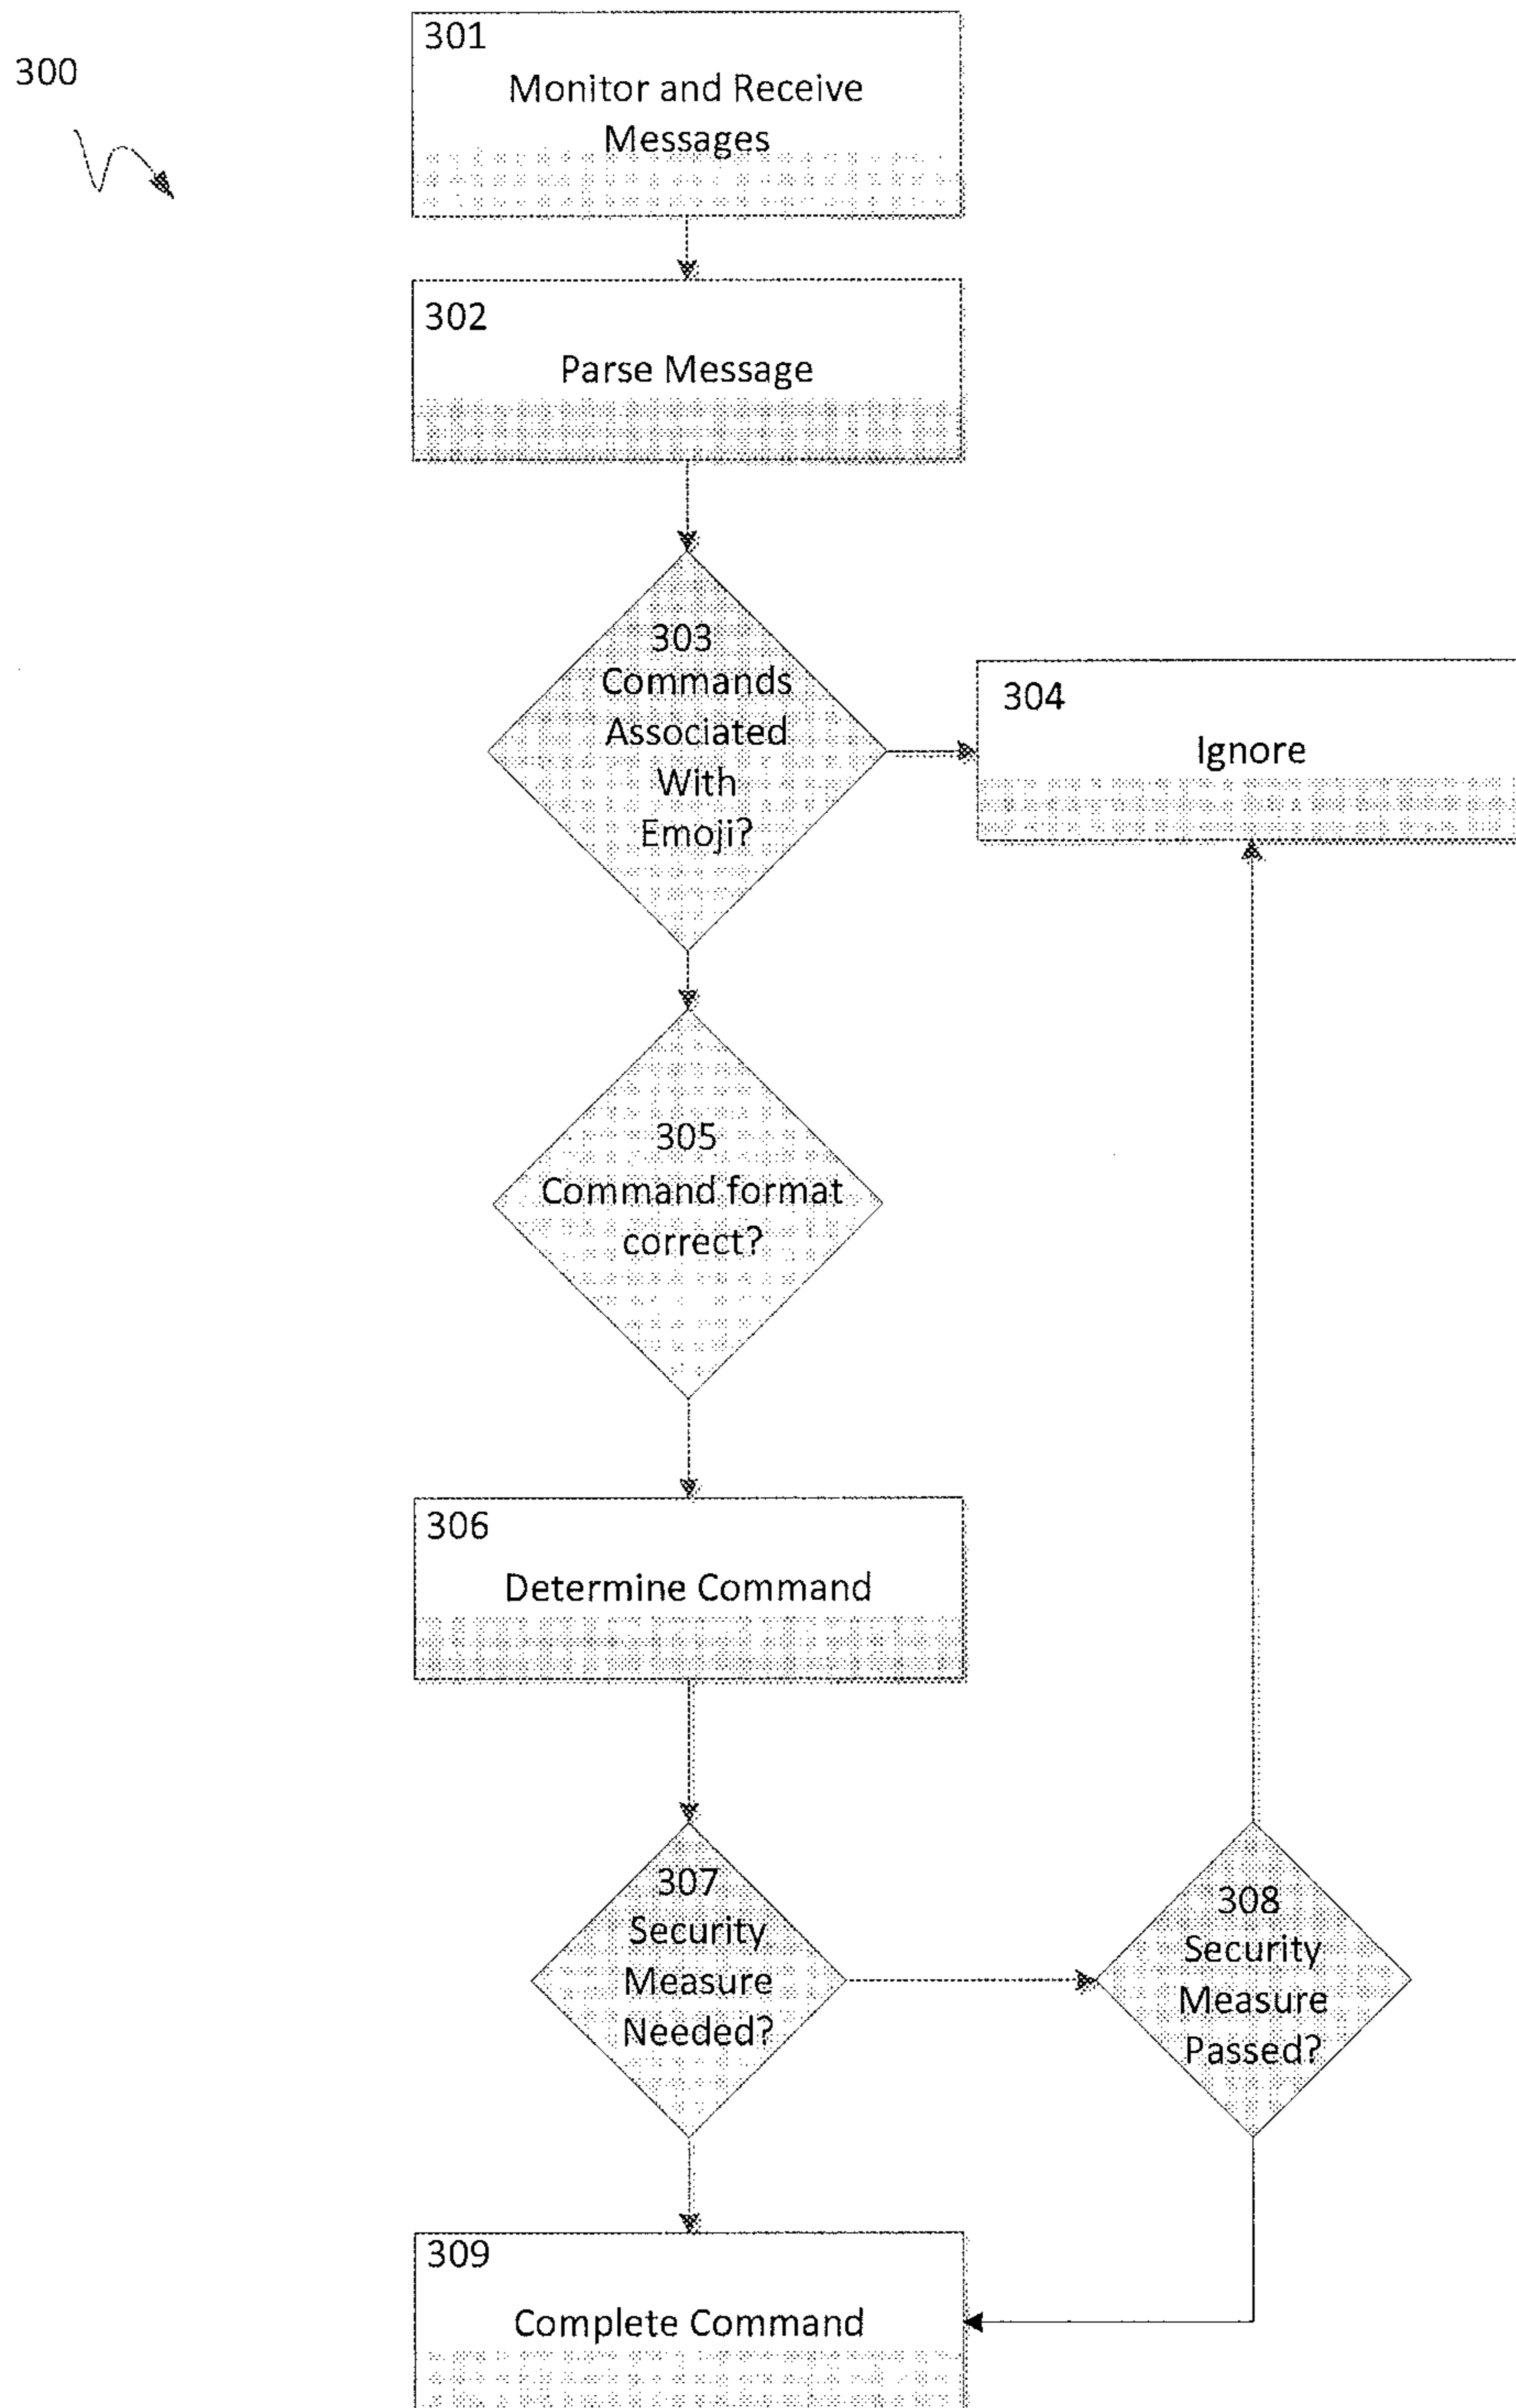 300
301
Monitor and Receive
Messages
302
Parse Message
303
Commands
Associated
With
Emoji?
304
Ignore
305
Command format
correct?
306
Determine Command
307
Security
Measure
Needed?
308
Security
Measure
Passed?
309
Complete Command